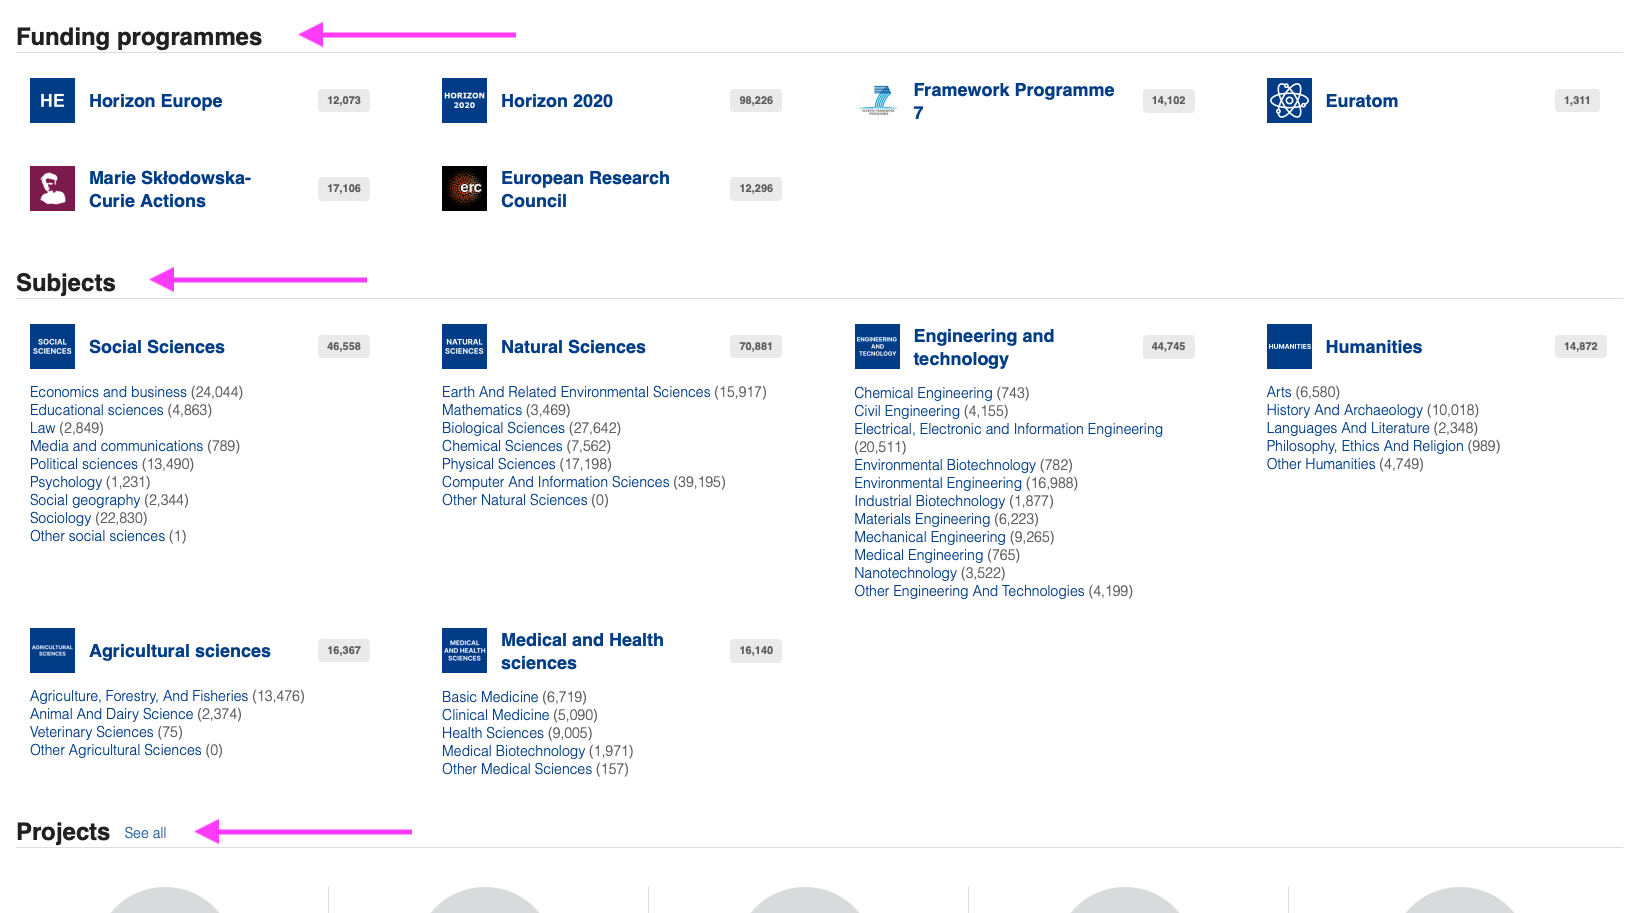 Funding programmes
HE
Horizon Europe
12,073
HORIZON
2020
Horizon 2020
98,226
Framework Programme
7
14,102
Euratom
1,311
Marie Skłodowska-
Curie Actions
17,106
erc
European Research
Council
12,296
Subjects
SOCIAL
SCIENCES
Social Sciences
46,558
Economics and business (24,044)
Educational sciences (4,863)
Law (2,849)
Media and communications (789)
Political sciences (13,490)
Psychology (1,231)
Social geography (2,344)
Sociology (22,830)
Other social sciences (1)
NATURAL
SCIENCES
Natural Sciences
70,881
Earth And Related Environmental Sciences (15,917)
Mathematics (3,469)
Biological Sciences (27,642)
Chemical Sciences (7,562)
Physical Sciences (17,198)
Computer And Information Sciences (39,195)
Other Natural Sciences (0)
ENGINEERING
AND
TECNOLOGY
Engineering and
technology
44,745
Chemical Engineering (743)
Civil Engineering (4,155)
Electrical, Electronic and Information Engineering
(20,511)
Environmental Biotechnology (782)
Environmental Engineering (16,988)
Industrial Biotechnology (1,877)
Materials Engineering (6,223)
Mechanical Engineering (9,265)
Medical Engineering (765)
Nanotechnology (3,522)
Other Engineering And Technologies (4,199)
HUMANITIES
Humanities
14,872
Arts (6,580)
History And Archaeology (10,018)
Languages And Literature (2,348)
Philosophy, Ethics And Religion (989)
Other Humanities (4,749)
AGRICULTURAL
SCIENCES
Agricultural sciences
16,367
Agriculture, Forestry, And Fisheries (13,476)
Animal And Dairy Science (2,374)
Veterinary Sciences (75)
Other Agricultural Sciences (0)
MEDICAL
AND HEALTH
SCIENCES
Medical and Health
sciences
16,140
Basic Medicine (6,719)
Clinical Medicine (5,090)
Health Sciences (9,005)
Medical Biotechnology (1,971)
Other Medical Sciences (157)
Projects See all